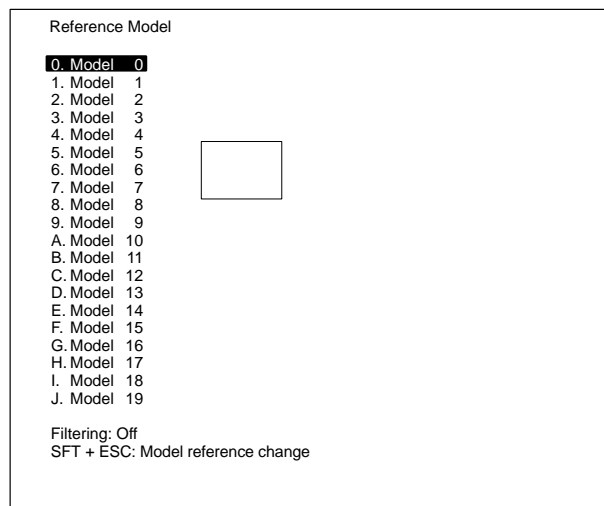 Reference Model
0. Model 0
1. Model 1
2. Model 2
3. Model 3
4. Model 4
5. Model 5
6. Model 6
7. Model 7
8. Model 8
9. Model 9
A. Model 10
B. Model 11
C. Model 12
D. Model 13
E. Model 14
F. Model 15
G. Model 16
H. Model 17
I. Model 18
J. Model 19
Filtering: Off
SFT + ESC: Model reference change